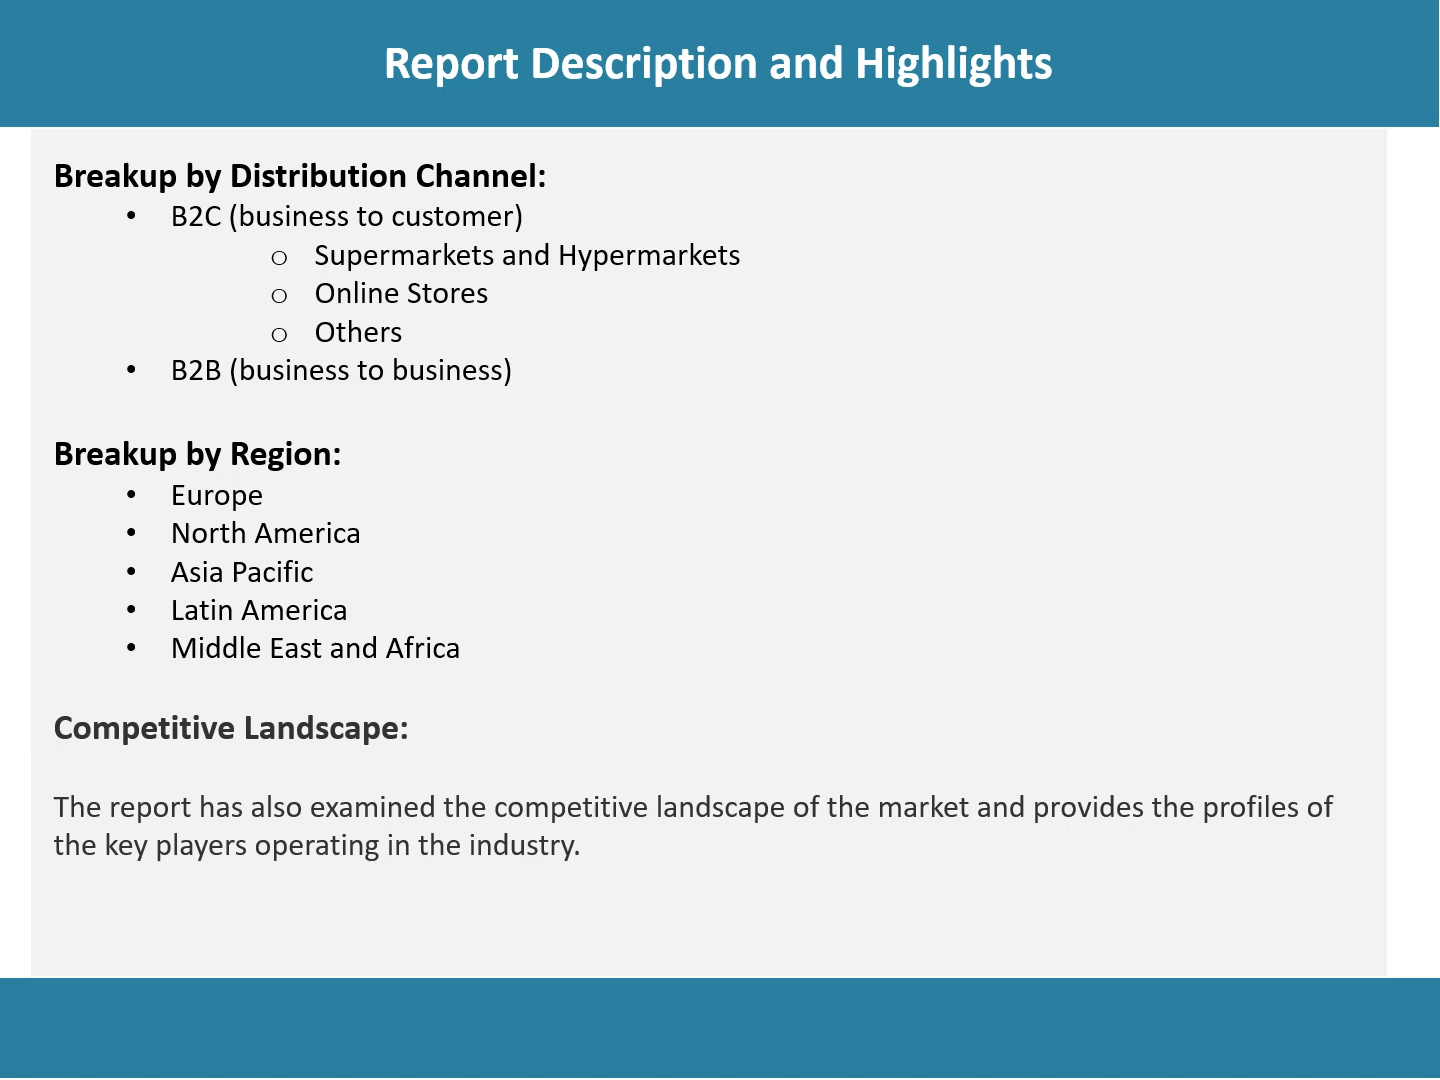 Report Description and Highlights
Breakup by Distribution Channel:
• B2C (business to customer)
o Supermarkets and Hypermarkets
o Online Stores
o Others
• B2B (business to business)
Breakup by Region:
• Europe
• North America
• Asia Pacific
• Latin America
• Middle East and Africa
Competitive Landscape:
The report has also examined the competitive landscape of the market and provides the profiles of
the key players operating in the industry.